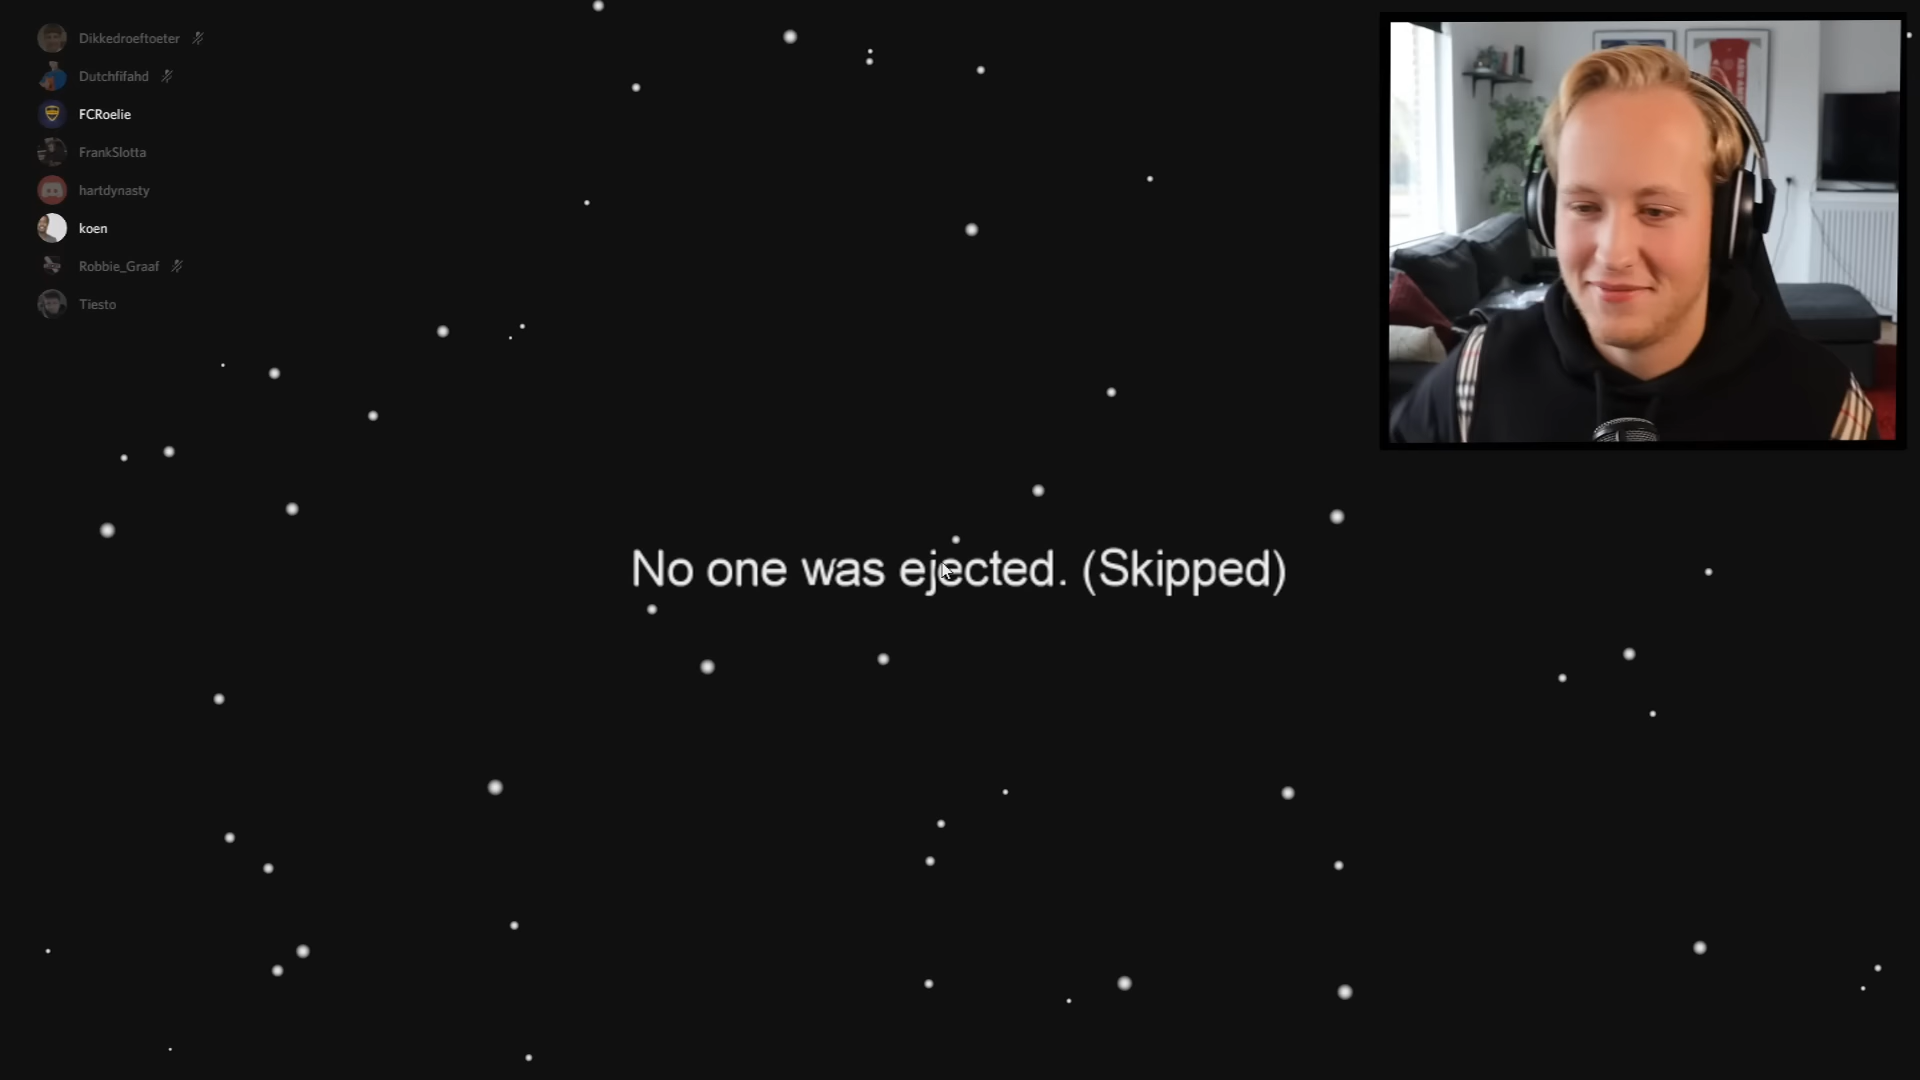 Dikkedroeftoeter
Dutchfifahd
FCRoelie
FrankSlotta
hartdynasty
koen
Robbie_Graaf
Tiesto
No one was ejected. (Skipped)